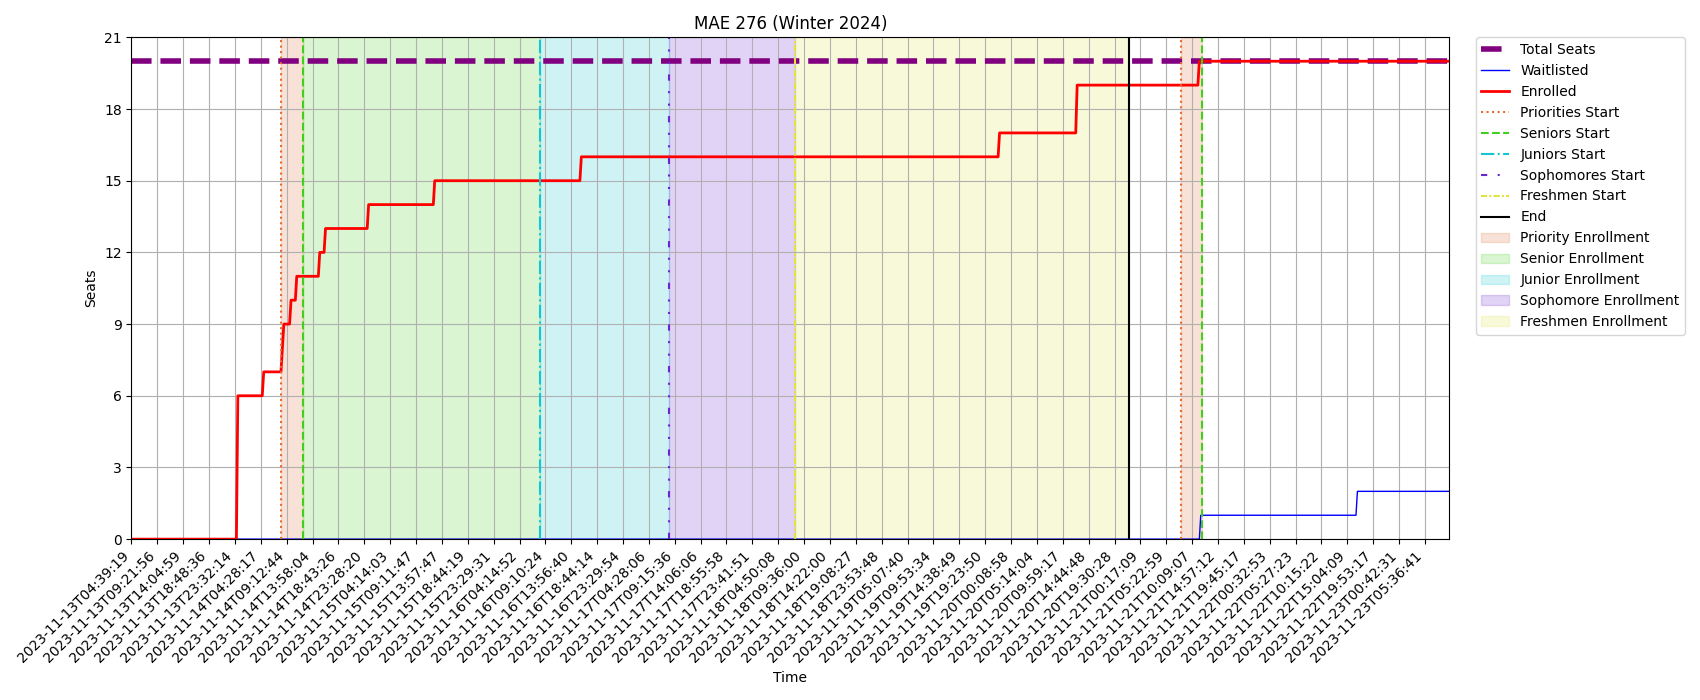 MAE 276 (Winter 2024)
21
18
15
12
9
6
3
0
Seats
2023-11-13T04:39:19
2023-11-13T09:21:56
2023-11-13T14:04:59
2023-11-13T18:48:36
2023-11-13T23:32:14
2023-11-14T04:28:17
2023-11-14T09:12:44
2023-11-14T13:58:04
2023-11-14T18:43:26
2023-11-14T23:28:20
2023-11-15T04:14:03
2023-11-15T09:11:47
2023-11-15T13:57:47
2023-11-15T18:44:19
2023-11-15T23:29:31
2023-11-16T04:14:52
2023-11-16T09:10:24
2023-11-16T13:56:40
2023-11-16T18:44:14
2023-11-16T23:29:54
2023-11-17T04:28:06
2023-11-17T09:15:36
2023-11-17T14:06:06
2023-11-17T18:55:58
2023-11-17T23:41:51
2023-11-18T04:50:08
2023-11-18T09:36:00
2023-11-18T14:22:00
2023-11-18T19:08:27
2023-11-18T23:53:48
2023-11-19T05:07:40
2023-11-19T09:53:34
2023-11-19T14:38:49
2023-11-19T19:23:50
2023-11-20T00:08:58
2023-11-20T05:14:04
2023-11-20T09:59:17
2023-11-20T14:44:48
2023-11-20T19:30:28
2023-11-21T00:17:09
2023-11-21T05:22:59
2023-11-21T10:09:07
2023-11-21T14:57:12
2023-11-21T19:45:17
2023-11-22T00:32:53
2023-11-22T05:27:23
2023-11-22T10:15:22
2023-11-22T15:04:09
2023-11-22T19:53:17
2023-11-23T00:42:31
2023-11-23T05:36:41
Time
Total Seats
Waitlisted
Enrolled
Priorities Start
Seniors Start
Juniors Start
Sophomores Start
Freshmen Start
End
Priority Enrollment
Senior Enrollment
Junior Enrollment
Sophomore Enrollment
Freshmen Enrollment